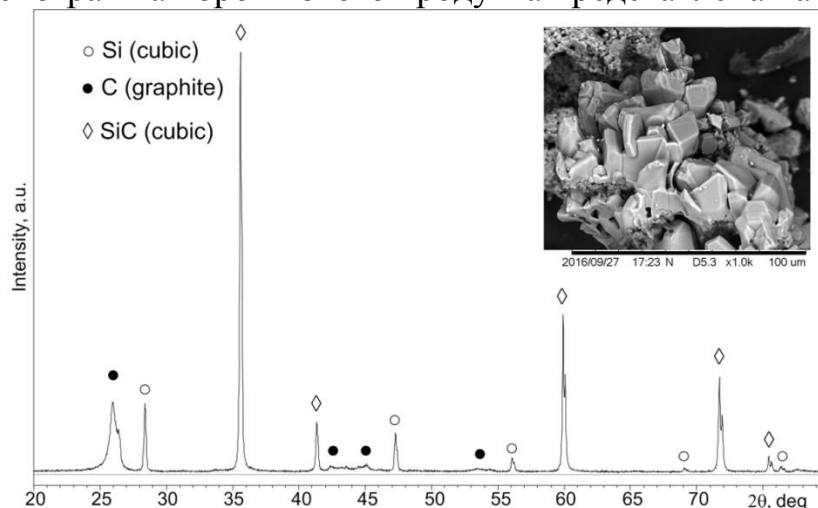 Si (cubic)
C (graphite)
SiC (cubic)
Intensity, a.u.
2016/09/27 17:23 N D5.3 x1.0k 100 um
20 25 30 35 40 45 50 55 60 65 70 2θ, deg